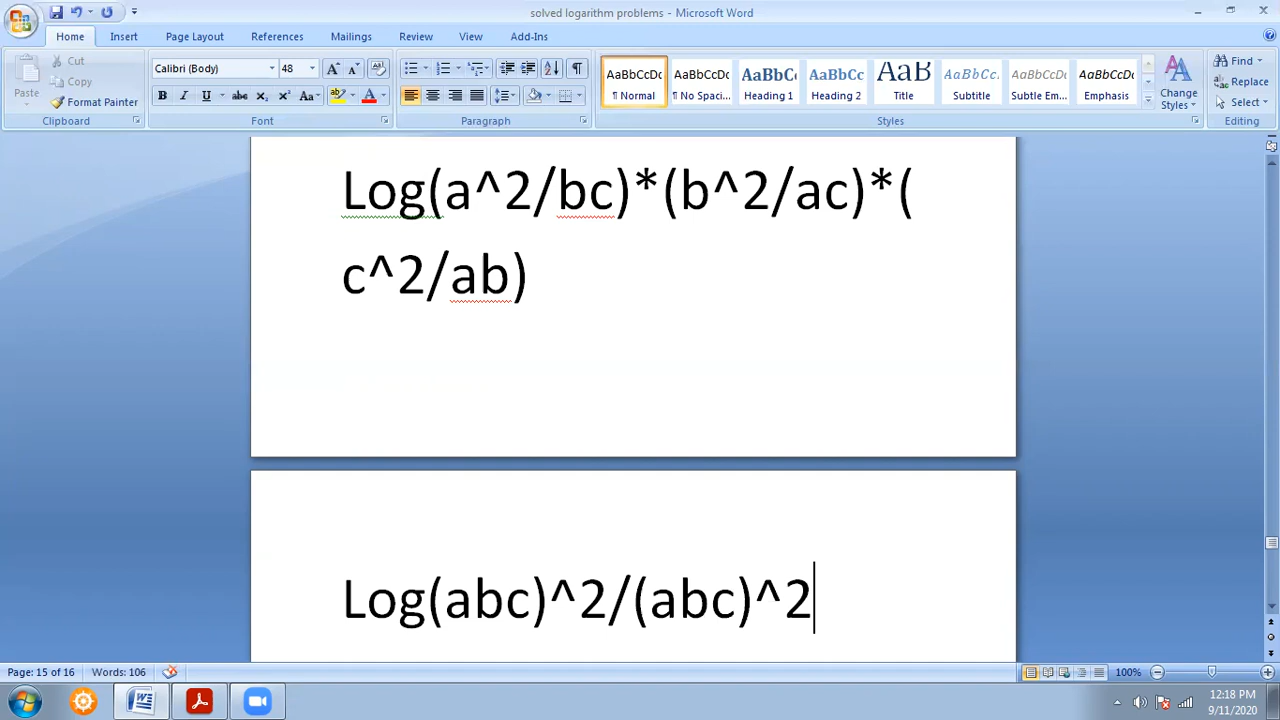 solved logarithm problems - Microsoft Word
Home Insert Page Layout References Mailings Review View Add-Ins
Paste
Cut
Copy
Format Painter
Clipboard
Calibri (Body) 48
Font
Paragraph
AaBbCcDc AaBbCcDc AaBbCc AaBbCc AaB AaBbCc. AaBbCcDc AaBbCcDc
¶ Normal ¶ No Spaci... Heading 1 Heading 2 Title Subtitle Subtle Em... Emphasis
Change Styles
Styles
Find
Replace
Select
Editing
Log(a^2/bc)*(b^2/ac)*(
c^2/ab)
Log(abc)^2/(abc)^2
Page: 15 of 16 Words: 106 100%
12:18 PM
9/11/2020